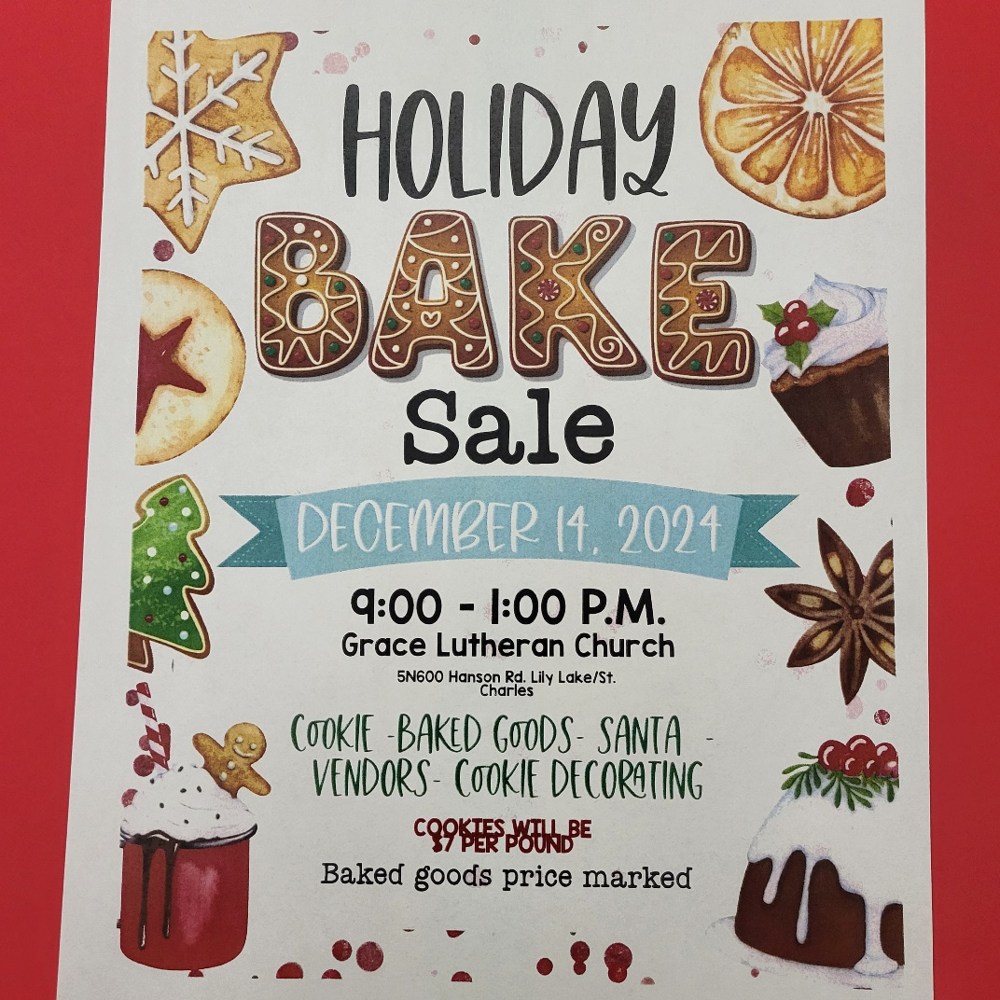 HOLIDAY
BAKE
Sale
DECEMBER 14, 2024
9:00 - 1:00 P.M.
Grace Lutheran Church
5N600 Hanson Rd. Lily Lake/St.
Charles
COOKIE -BAKED GOODS- SANTA -
VENDORS- COOKIE DECORATING
COOKIES WILL BE
$7 PER POUND
Baked goods price marked